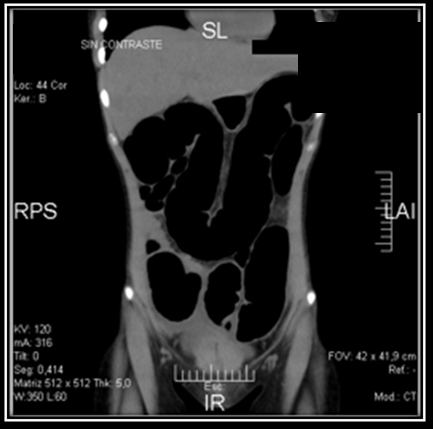 SL
SIN CONTRASTE
Loc: 44 Cor
Ker.: B
RPS
LAI
KV: 120
mA: 316
Tilt: 0
Seg: 0,414
Matriz 512 x 512 Thk: 5,0
W:350 L:60
FOV: 42 x 41,9 cm
Ref.: -
Mod.: CT
Esc
IR